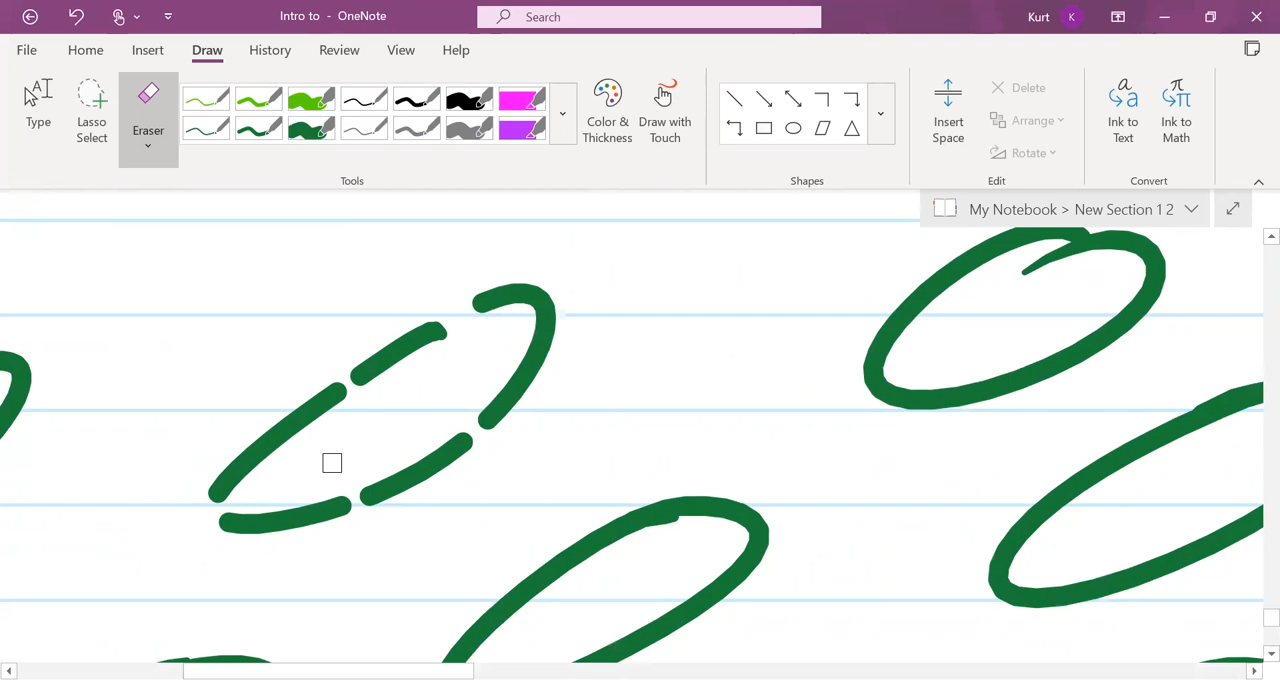 Intro to - OneNote
Search
Kurt K
File Home Insert Draw History Review View Help
Type
Lasso Select
Eraser
Color & Thickness
Draw with Touch
Insert Space
Delete
Arrange
Rotate
Ink to Text
Ink to Math
Tools
Shapes
Edit
Convert
My Notebook > New Section 1 2